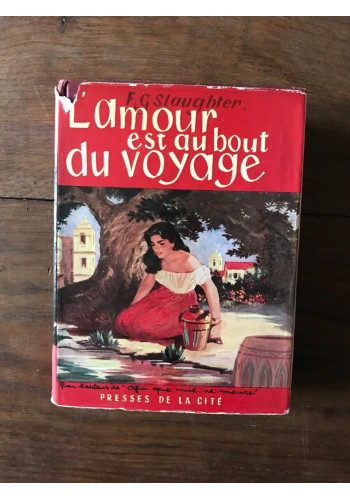 F.G.Slaughter
L'amour
est au bout
du voyage
Par l'auteur de "Afin que nul ne meure"
PRESSES DE LA CITÉ